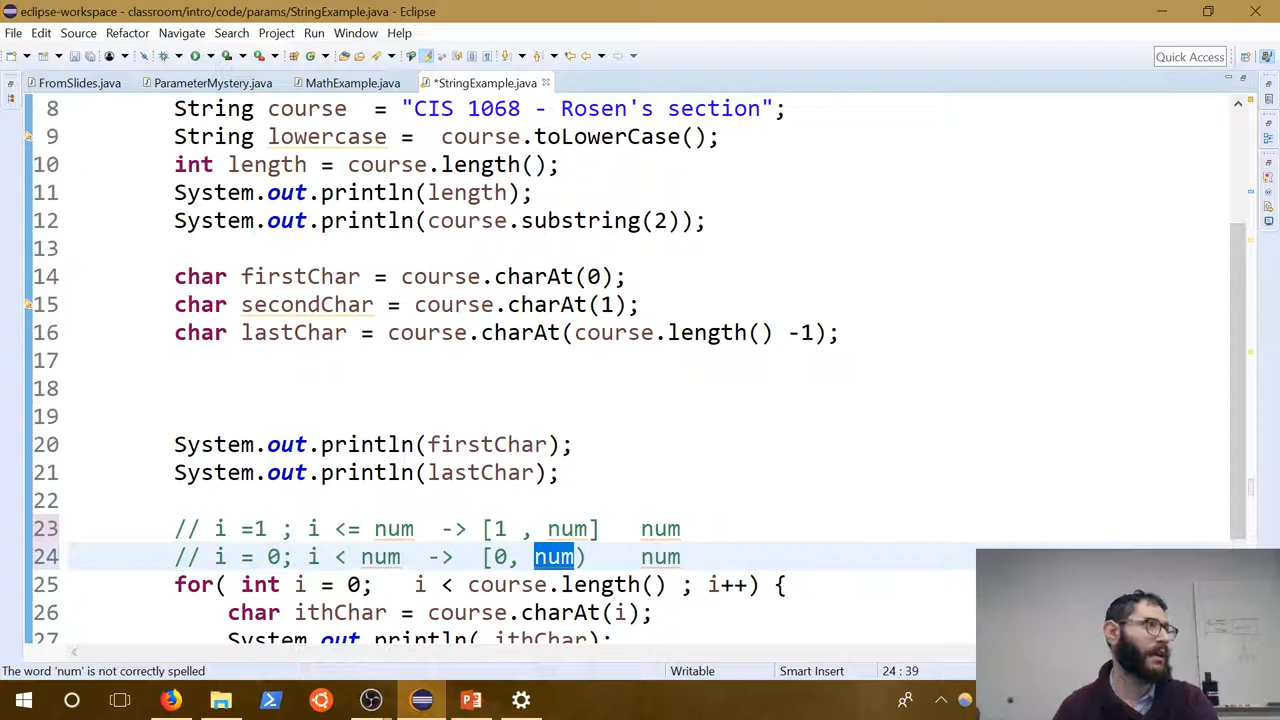 eclipse-workspace - classroom/intro/code/params/StringExample.java - Eclipse
File Edit Source Refactor Navigate Search Project Run Window Help
Quick Access
FromSlides.java ParameterMystery.java MathExample.java *StringExample.java
8 String course = "CIS 1068 - Rosen's section";
9 String lowercase = course.toLowerCase();
10 int length = course.length();
11 System.out.println(length);
12 System.out.println(course.substring(2));
13
14 char firstChar = course.charAt(0);
15 char secondChar = course.charAt(1);
16 char lastChar = course.charAt(course.length() -1);
17
18
19
20 System.out.println(firstChar);
21 System.out.println(lastChar);
22
23 // i =1 ; i <= num -> [1 , num] num
24 // i = 0; i < num -> [0, num) num
25 for( int i = 0; i < course.length() ; i++) {
26 char ithChar = course.charAt(i);
27 System.out.println( ithChar);
The word 'num' is not correctly spelled Writable Smart Insert 24 : 39